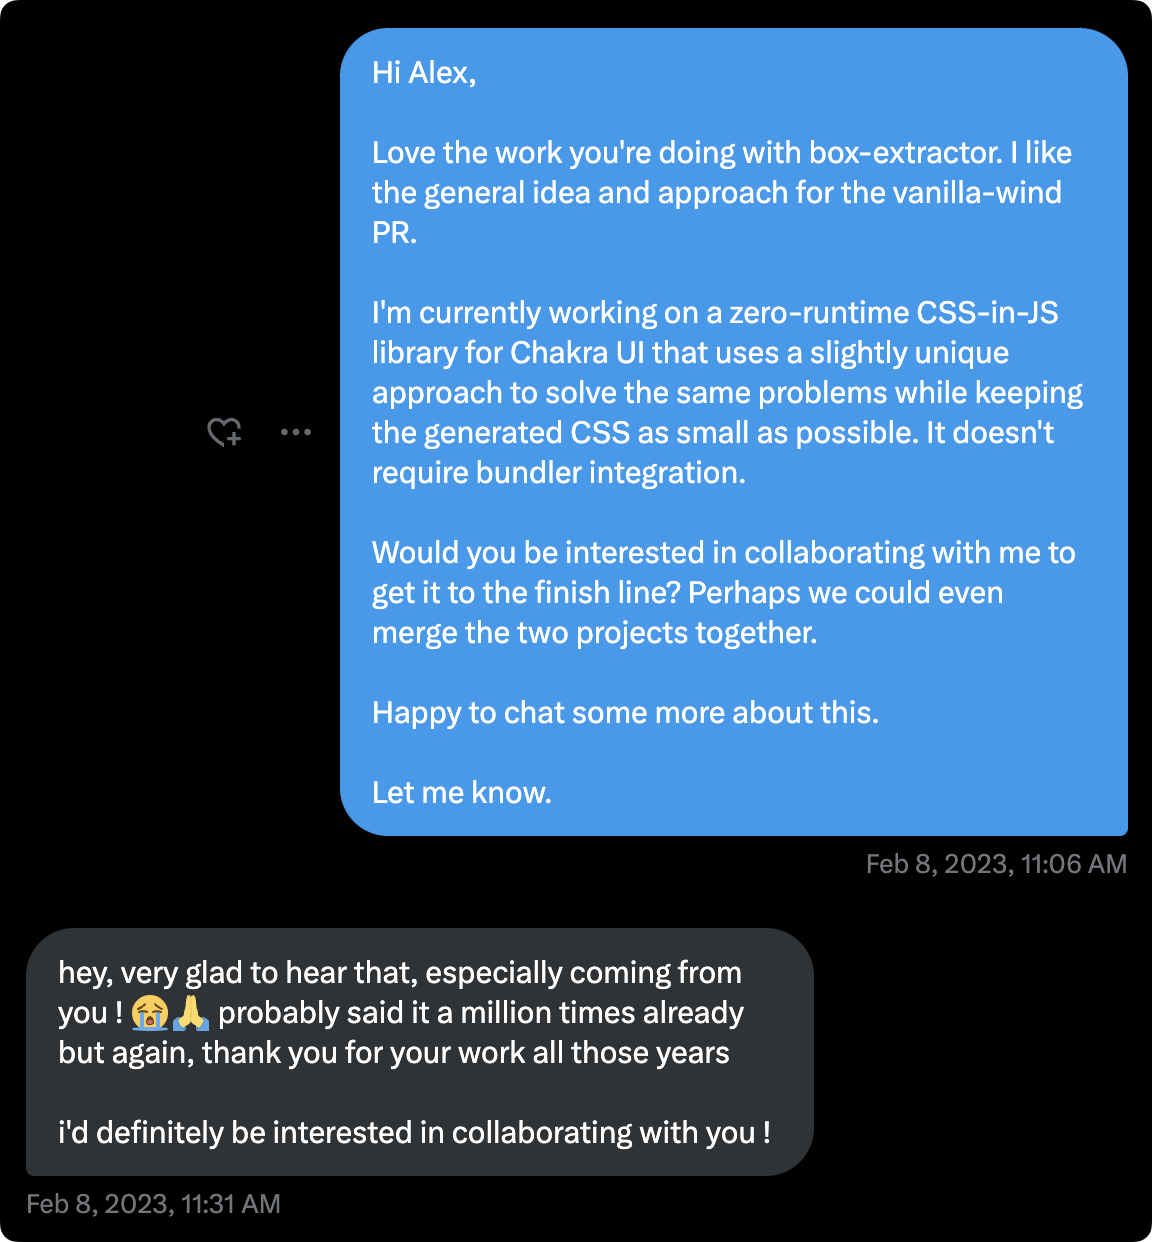 Hi Alex,
Love the work you're doing with box-extractor. I like
the general idea and approach for the vanilla-wind
PR.
I'm currently working on a zero-runtime CSS-in-JS
library for Chakra UI that uses a slightly unique
approach to solve the same problems while keeping
the generated CSS as small as possible. It doesn't
require bundler integration.
Would you be interested in collaborating with me to
get it to the finish line? Perhaps we could even
merge the two projects together.
Happy to chat some more about this.
Let me know.
Feb 8, 2023, 11:06 AM
hey, very glad to hear that, especially coming from
you ! 😭🙏 probably said it a million times already
but again, thank you for your work all those years
i'd definitely be interested in collaborating with you !
Feb 8, 2023, 11:31 AM